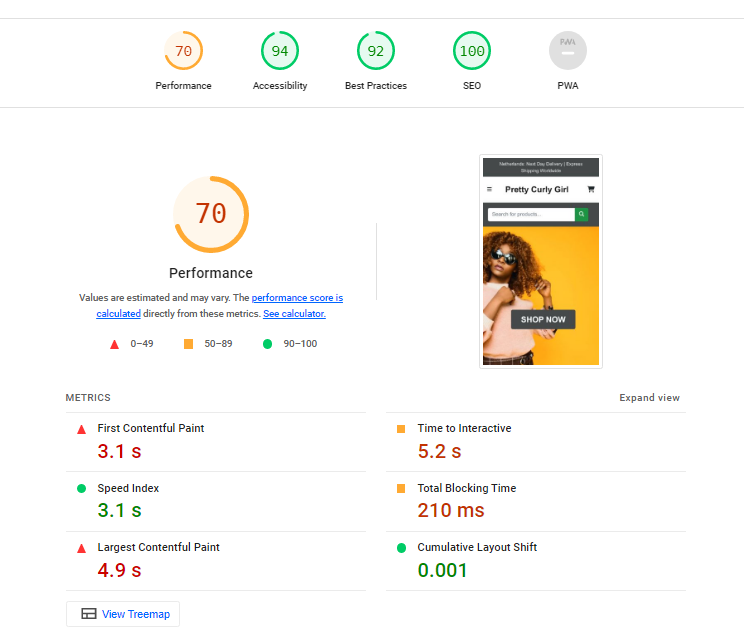 70 94 92 100 PWA
Performance Accessibility Best Practices SEO PWA
70
Performance
Values are estimated and may vary. The performance score is
calculated directly from these metrics. See calculator.
0–49 50–89 90–100
Netherlands: Next Day Delivery | Express
Shipping Worldwide
Pretty Curly Girl
Search for products...
SHOP NOW
METRICS Expand view
First Contentful Paint
3.1 s
Time to Interactive
5.2 s
Speed Index
3.1 s
Total Blocking Time
210 ms
Largest Contentful Paint
4.9 s
Cumulative Layout Shift
0.001
View Treemap